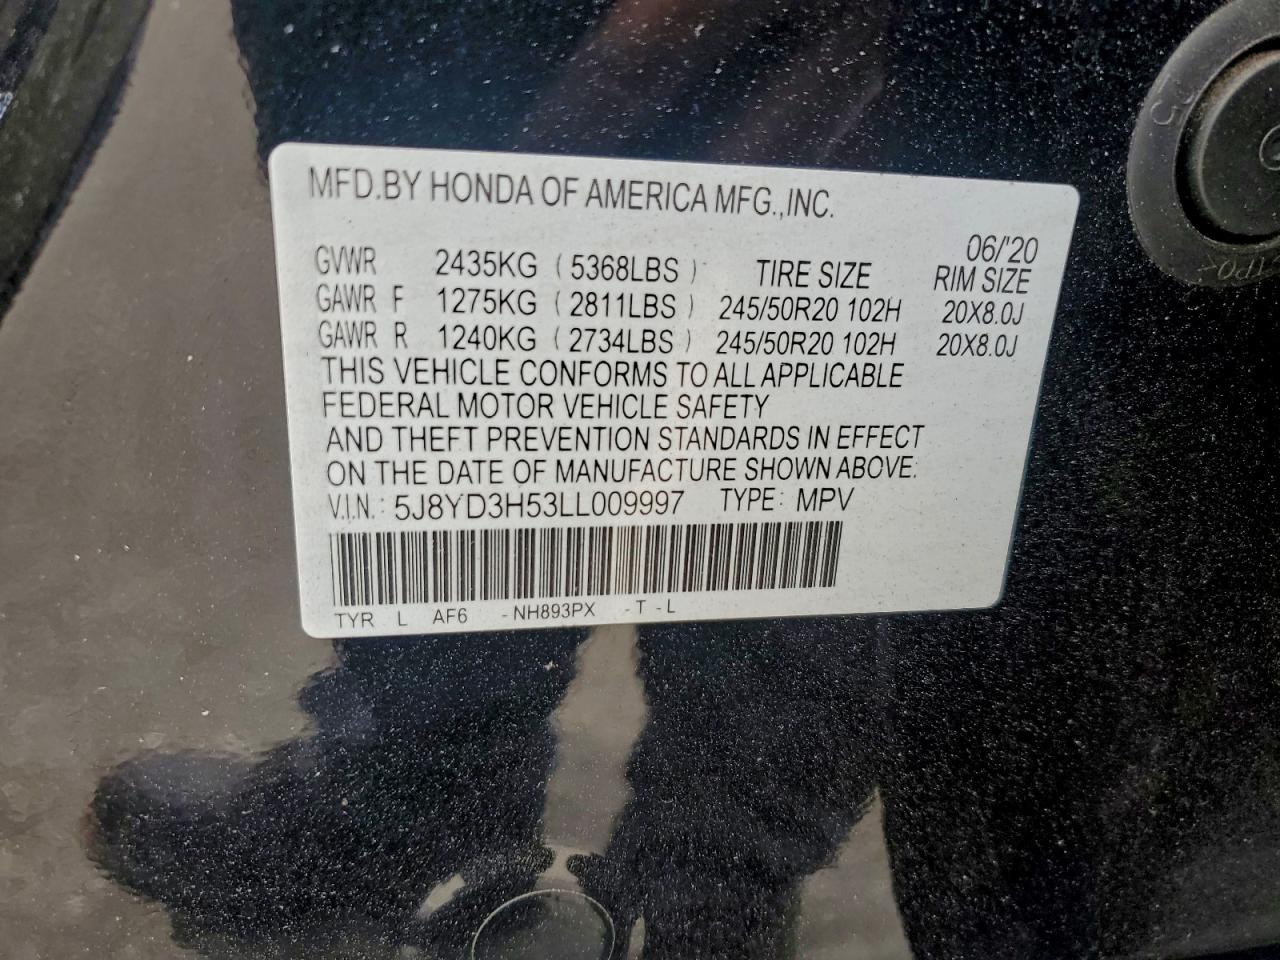 MFD.BY HONDA OF AMERICA MFG.,INC.
06/'20
GVWR 2435KG ( 5368LBS ) TIRE SIZE RIM SIZE
GAWR F 1275KG ( 2811LBS ) 245/50R20 102H 20X8.0J
GAWR R 1240KG ( 2734LBS ) 245/50R20 102H 20X8.0J
THIS VEHICLE CONFORMS TO ALL APPLICABLE
FEDERAL MOTOR VEHICLE SAFETY
AND THEFT PREVENTION STANDARDS IN EFFECT
ON THE DATE OF MANUFACTURE SHOWN ABOVE.
V.I.N.: 5J8YD3H53LL009997 TYPE: MPV
TYR L AF6 -NH893PX -T -L